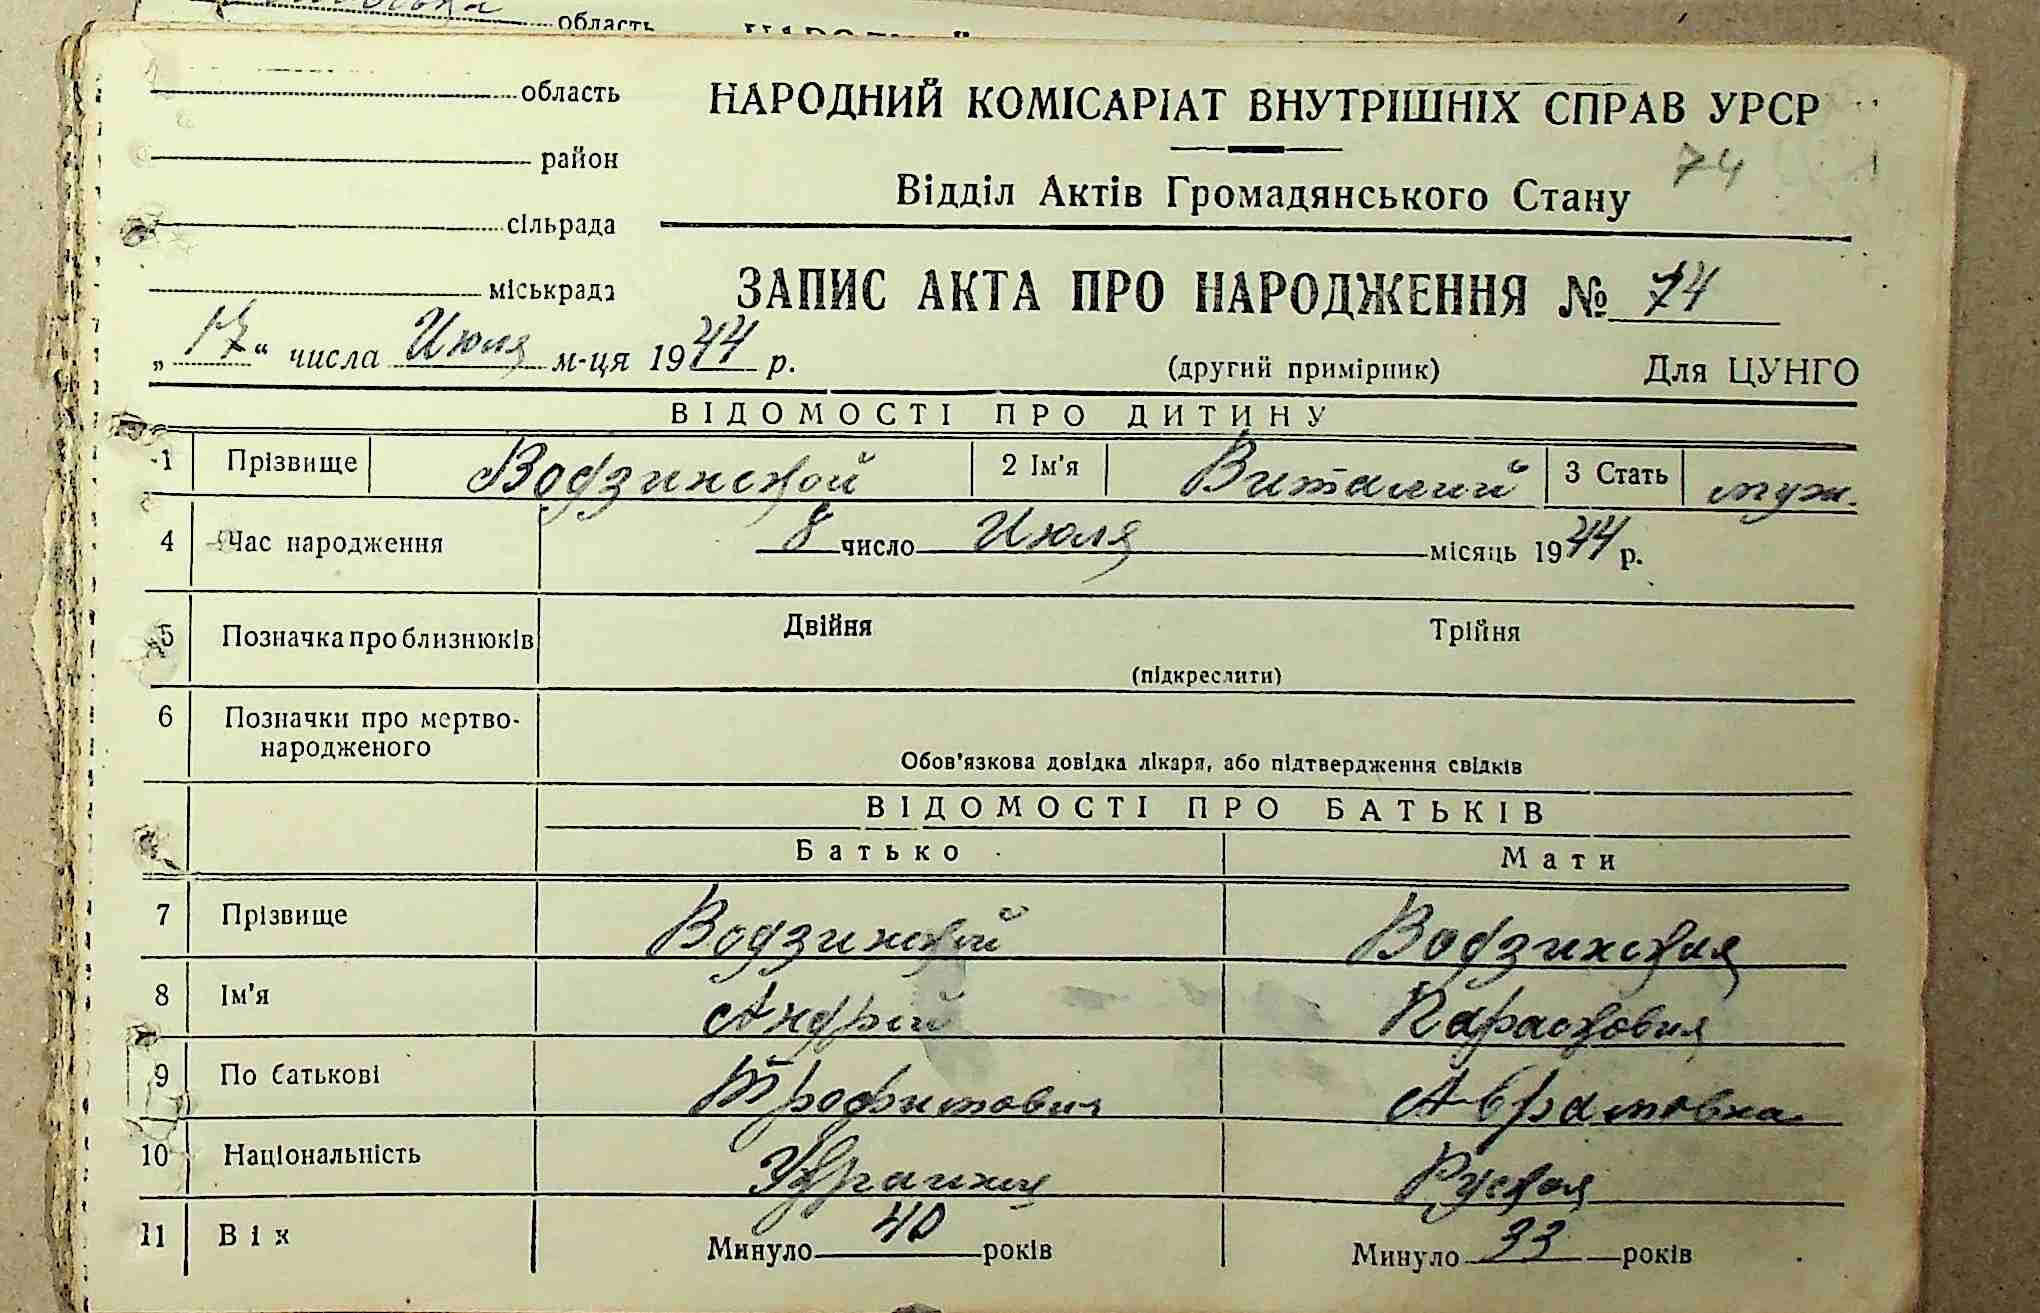 область
область
НАРОДНИЙ КОМІСАРІАТ ВНУТРІШНІХ СПРАВ УРСР
район
74
Відділ Актів Громадянського Стану
сільрада
міськрада
ЗАПИС АКТА ПРО НАРОДЖЕННЯ № 74
„ 17 “ числа Июля м-ця 1944 р.
(другий примірник) Для ЦУНГО
ВІДОМОСТІ ПРО ДИТИНУ
1 Прізвище Водзинской 2 Ім'я Виталий 3 Стать муж.
4 Час народження 8 число Июля місяць 1944 р.
5 Позначка про близнюків Двійня Трійня
(підкреслити)
6 Позначки про мертво-
народженого
Обов'язкова довідка лікаря, або підтвердження свідків
ВІДОМОСТІ ПРО БАТЬКІВ
Батько Мати
7 Прізвище Водзинской Водзинская
8 Ім'я Андрей Парасковия
9 По батькові Трофимович Аврамовна
10 Національність Украинец Руская
11 Вік Минуло 40 років Минуло 33 років